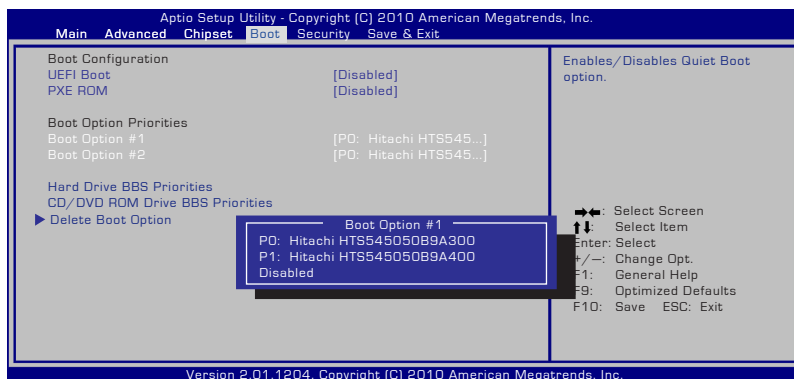 Aptio Setup Utility - Copyright (C) 2010 American Megatrends, Inc.
Main Advanced Chipset Boot Security Save & Exit
Boot Configuration
UEFI Boot [Disabled]
PXE ROM [Disabled]
Boot Option Priorities
Boot Option #1 [P0: Hitachi HTS545...]
Boot Option #2 [P0: Hitachi HTS545...]
Hard Drive BBS Priorities
CD/DVD ROM Drive BBS Priorities
Delete Boot Option
Boot Option #1
P0: Hitachi HTS545050B9A300
P1: Hitachi HTS545050B9A400
Disabled
Enables/Disables Quiet Boot
option.
→←: Select Screen
↑↓: Select Item
Enter: Select
+/—: Change Opt.
F1: General Help
F9: Optimized Defaults
F10: Save ESC: Exit
Version 2.01.1204. Copyright (C) 2010 American Megatrends, Inc.